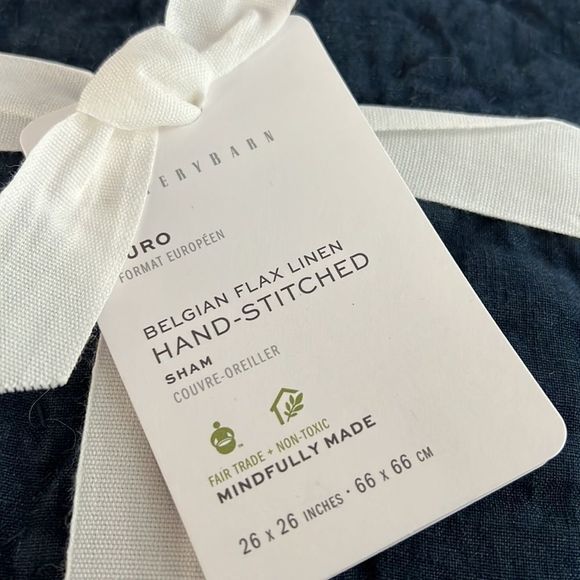 ERYBARN
URO
FORMAT EUROPÉEN
BELGIAN FLAX LINEN
HAND-STITCHED
SHAM
COUVRE-OREILLER
FAIR TRADE + NON-TOXIC
MINDFULLY MADE
26 x 26 INCHES · 66 x 66 CM